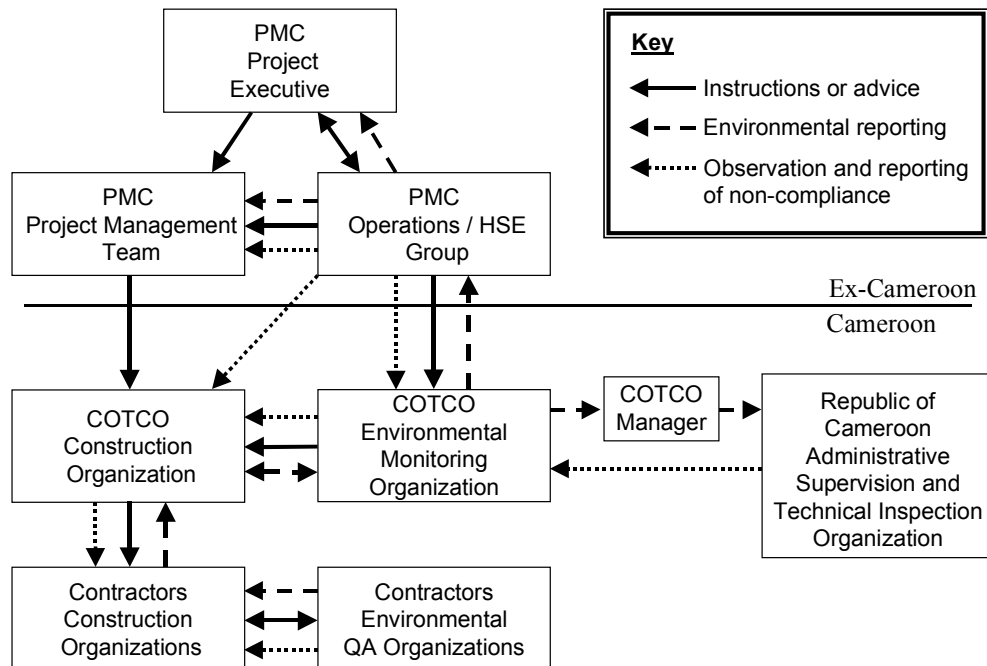 PMC
Project
Executive
Key
Instructions or advice
Environmental reporting
Observation and reporting
of non-compliance
PMC
Project Management
Team
PMC
Operations / HSE
Group
Ex-Cameroon
Cameroon
COTCO
Construction
Organization
COTCO
Environmental
Monitoring
Organization
COTCO
Manager
Republic of
Cameroon
Administrative
Supervision and
Technical Inspection
Organization
Contractors
Construction
Organizations
Contractors
Environmental
QA Organizations